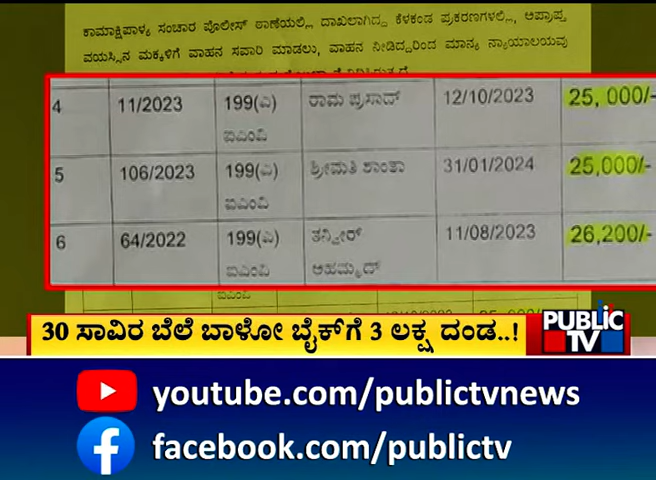 ಕಾಮಾಕ್ಷಿಪಾಳ್ಯ ಸಂಚಾರ ಪೊಲೀಸ್ ಠಾಣೆಯಲ್ಲಿ ದಾಖಲಾಗಿದ್ದ ಕೆಳಕಂಡ ಪ್ರಕರಣಗಳಲ್ಲಿ, ಅಪ್ರಾಪ್ತ
ವಯಸ್ಸಿನ ಮಕ್ಕಳಿಗೆ ವಾಹನ ಸವಾರಿ ಮಾಡಲು, ವಾಹನ ನೀಡಿದ್ದರಿಂದ ಮಾನ್ಯ ನ್ಯಾಯಾಲಯವು
4 11/2023 199(ಎ) ಐಎಂವಿ ರಾಮ ಪ್ರಸಾದ್ 12/10/2023 25,000/-
5 106/2023 199(ಎ) ಐಎಂವಿ ಶ್ರೀಮತಿ ಶಾಂತಾ 31/01/2024 25,000/-
6 64/2022 199(ಎ) ಐಎಂವಿ ತನ್ವೀರ್ ಅಹಮ್ಮದ್ 11/08/2023 26,200/-
ಐಎಂವಿ
30 ಸಾವಿರ ಬೆಲೆ ಬಾಳೋ ಬೈಕ್‌ಗೆ 3 ಲಕ್ಷ ದಂಡ..!
PUBLiC TV
youtube.com/publictvnews
facebook.com/publictv